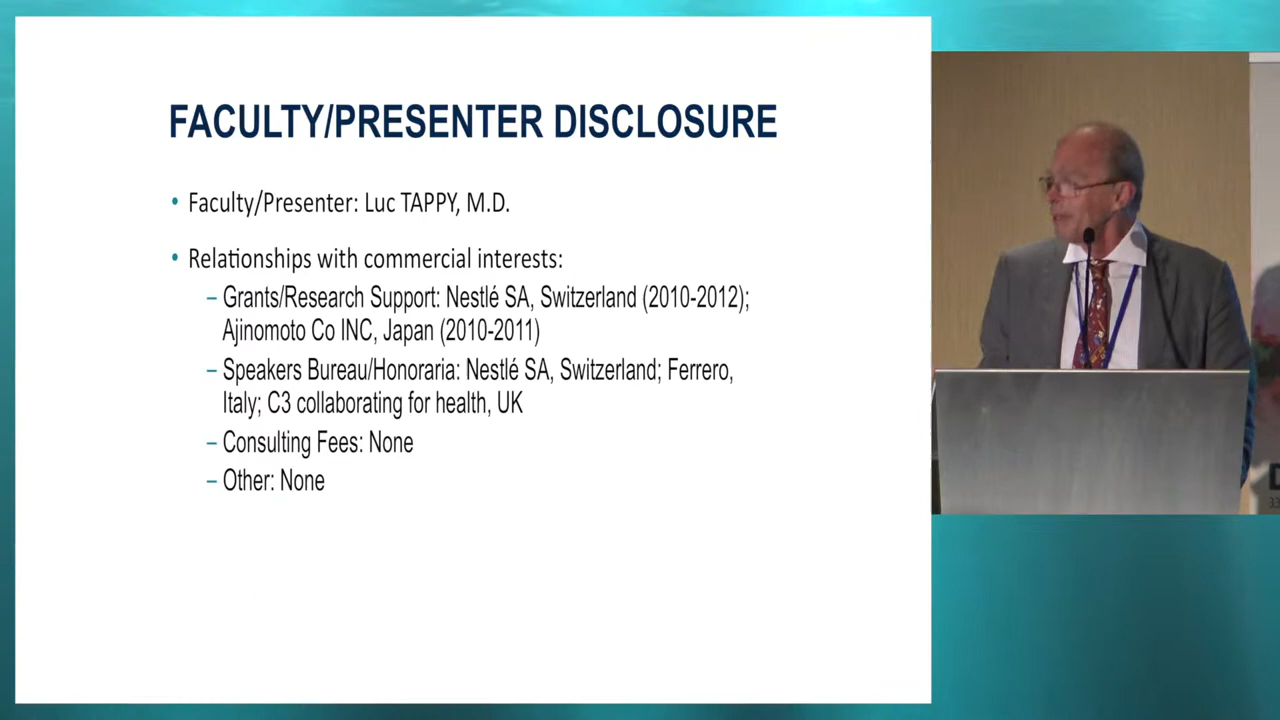 FACULTY/PRESENTER DISCLOSURE
• Faculty/Presenter: Luc TAPPY, M.D.
• Relationships with commercial interests:
– Grants/Research Support: Nestlé SA, Switzerland (2010-2012);
Ajinomoto Co INC, Japan (2010-2011)
– Speakers Bureau/Honoraria: Nestlé SA, Switzerland; Ferrero,
Italy; C3 collaborating for health, UK
– Consulting Fees: None
– Other: None